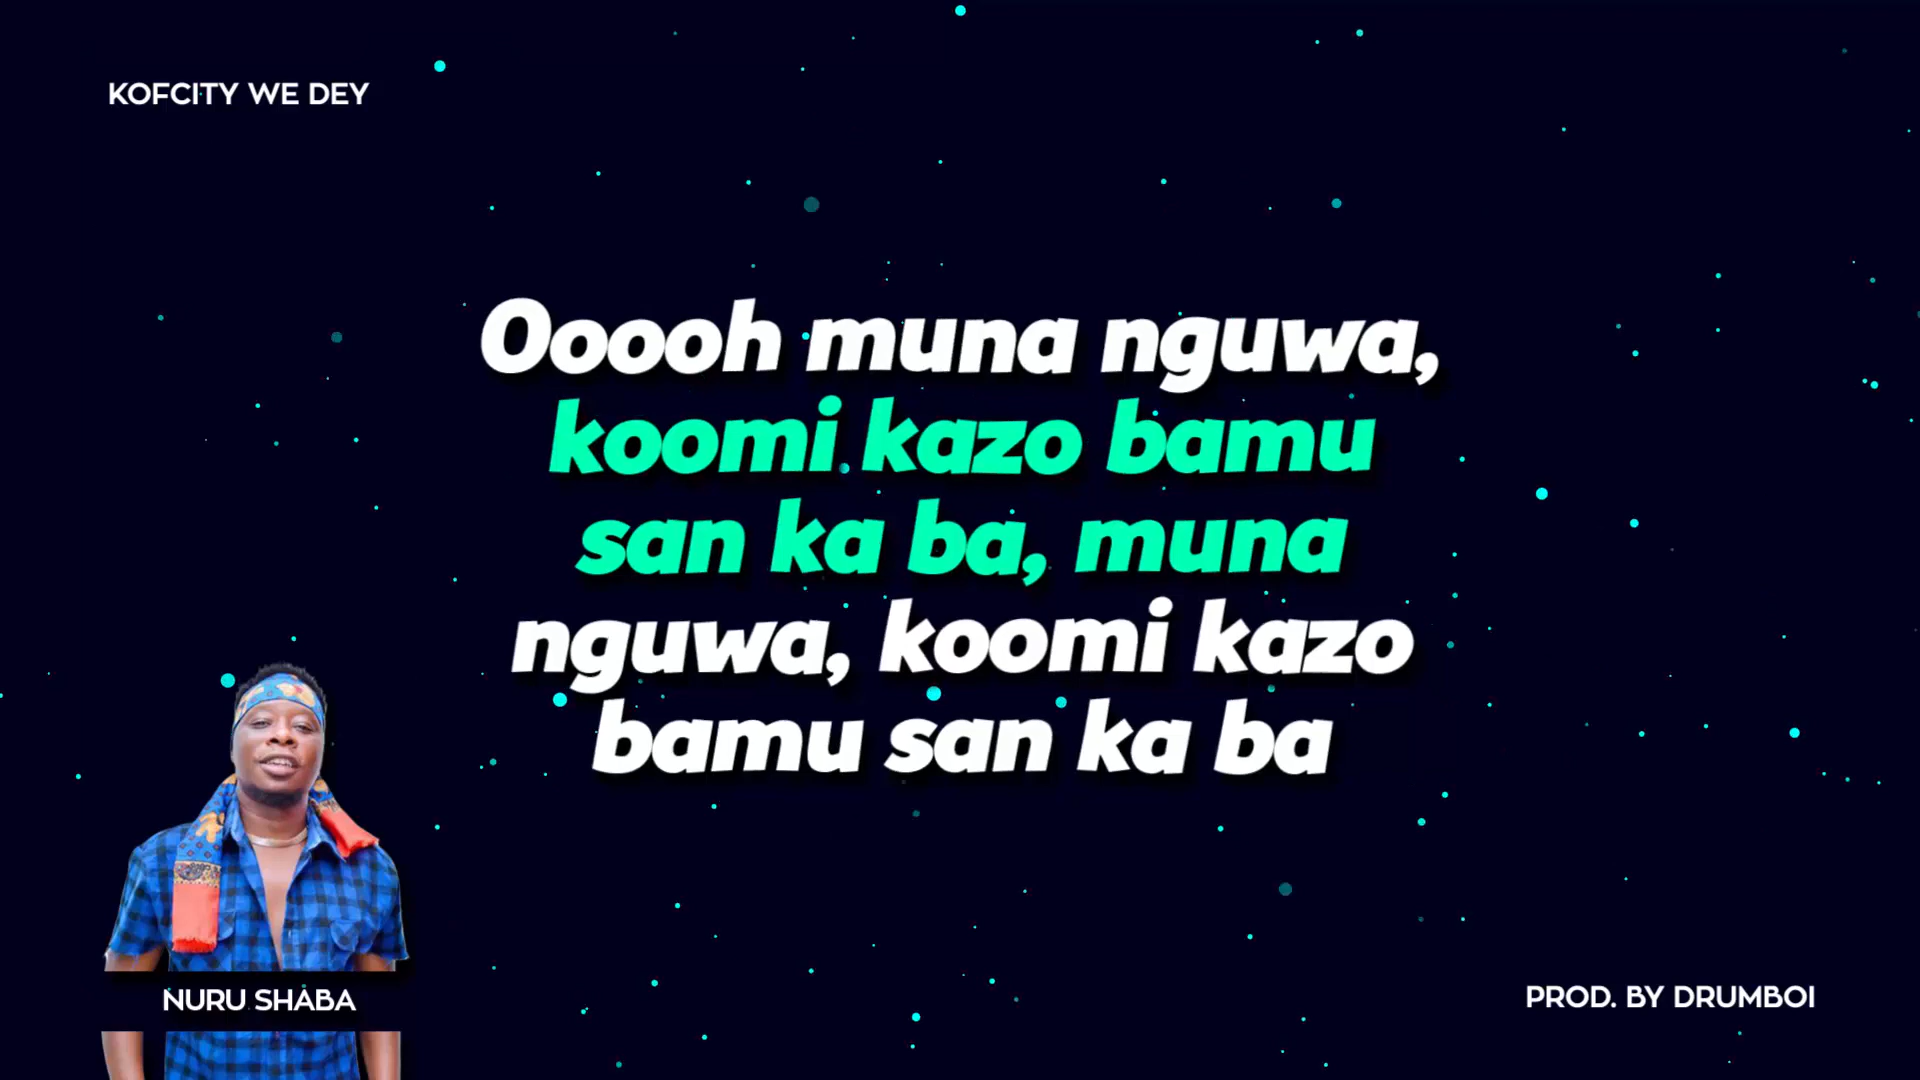 KOFCITY WE DEY
Ooooh muna nguwa,
koomi kazo bamu
san ka ba, muna
nguwa, koomi kazo
bamu san ka ba
NURU SHABA
PROD. BY DRUMBOI